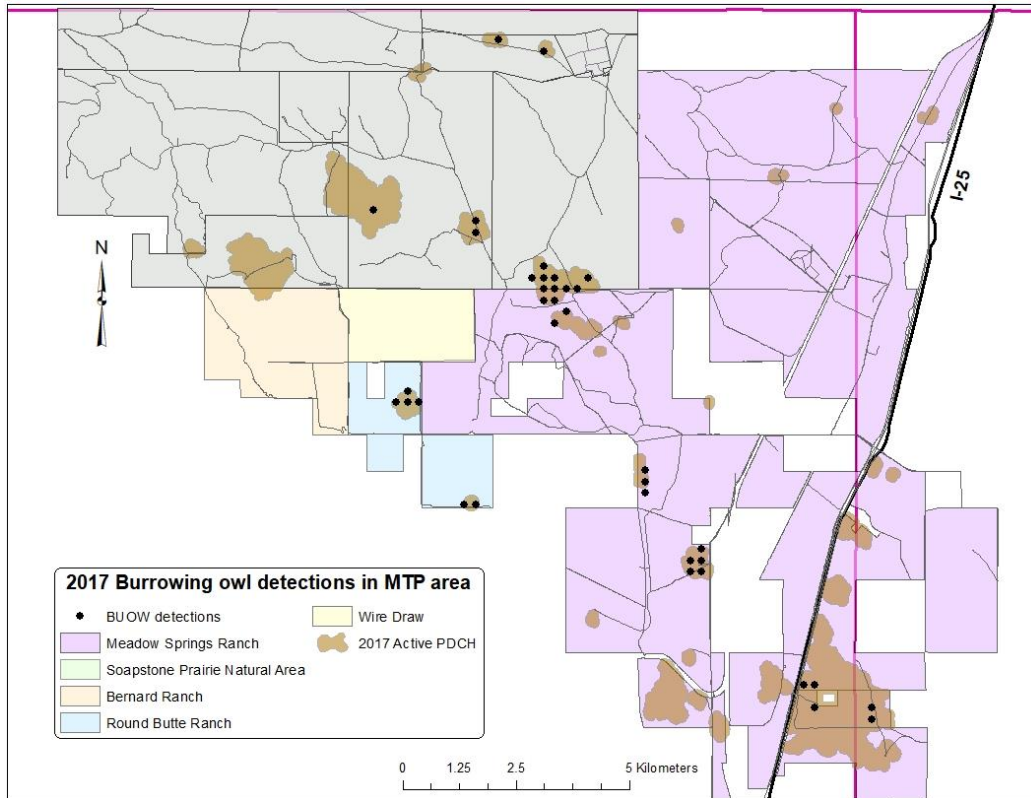 I-25
N
2017 Burrowing owl detections in MTP area
BUOW detections
Meadow Springs Ranch
Soapstone Prairie Natural Area
Bernard Ranch
Round Butte Ranch
Wire Draw
2017 Active PDCH
0 1.25 2.5 5 Kilometers